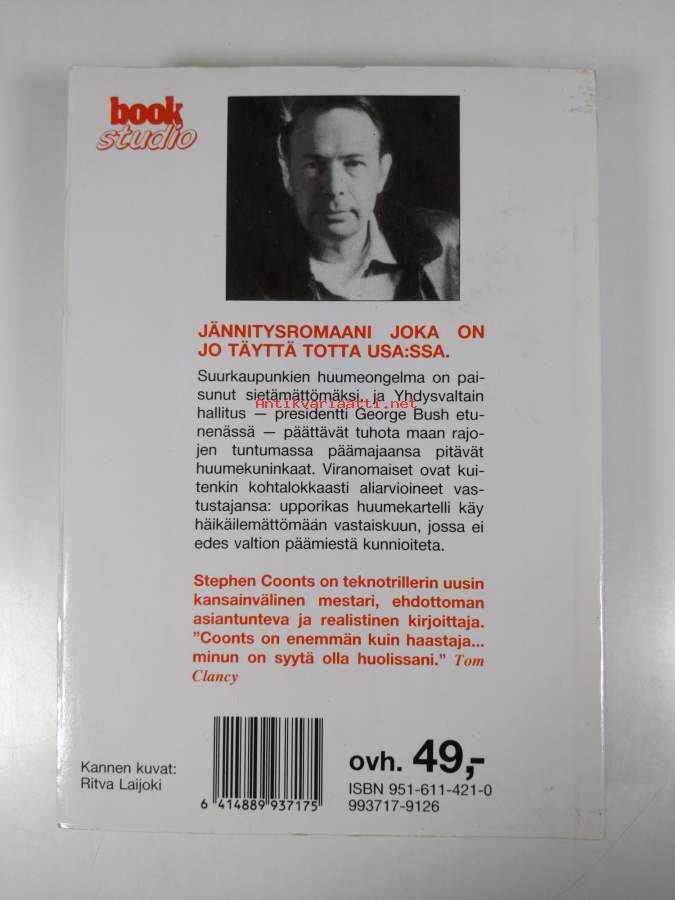 book
studio
JÄNNITYSROMAANI JOKA ON
JO TÄYTTÄ TOTTA USA:SSA.
Suurkaupunkien huumeongelma on pai-
sunut sietämättömäksi, ja Yhdysvaltain
Antikvariaatti.net
hallitus — presidentti George Bush etu-
nenässä — päättävät tuhota maan rajo-
jen tuntumassa päämajaansa pitävät
huumekuninkaat. Viranomaiset ovat kui-
tenkin kohtalokkaasti aliarvioineet vas-
tustajansa: upporikas huumekartelli käy
häikäilemättömään vastaiskuun, jossa ei
edes valtion päämiestä kunnioiteta.
Stephen Coonts on teknotrillerin uusin
kansainvälinen mestari, ehdottoman
asiantunteva ja realistinen kirjoittaja.
”Coonts on enemmän kuin haastaja...
minun on syytä olla huolissani.” Tom
Clancy
Kannen kuvat:
Ritva Laijoki
6 414889 937175
ovh. 49,-
ISBN 951-611-421-0
993717-9126